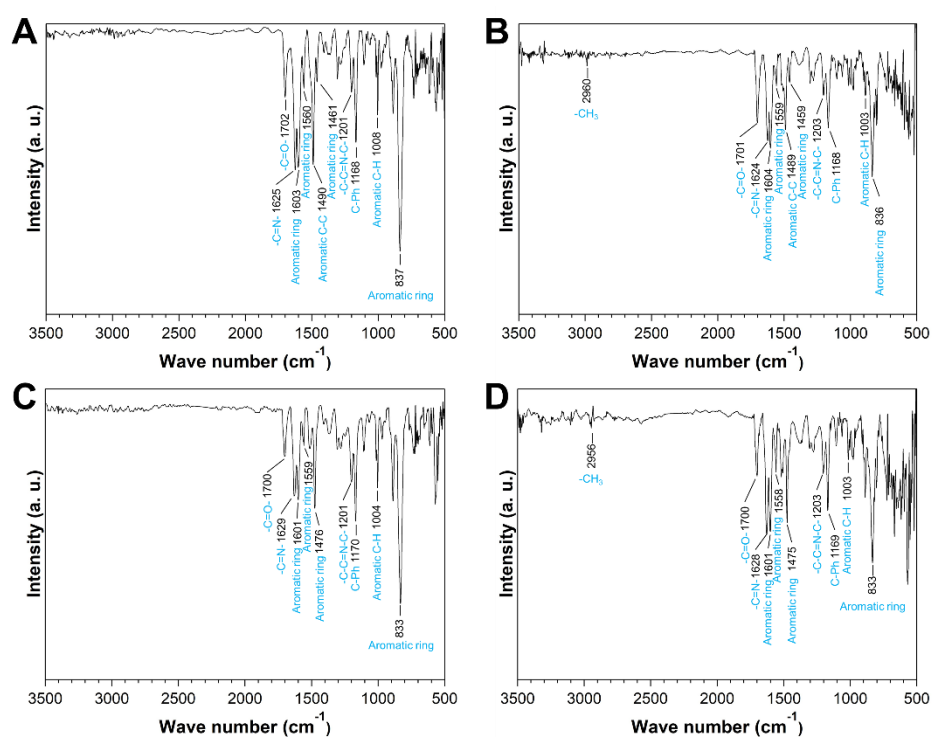 A
-C=O- 1702
-C=N- 1625
Aromatic ring 1603
Aromatic ring 1560
Aromatic C-C 1490
Aromatic ring 1461
-C-C=N-C- 1201
C-Ph 1168
Aromatic C-H 1008
837
Aromatic ring
Intensity (a. u.)
3500 3000 2500 2000 1500 1000 500
Wave number (cm⁻¹)
B
2960
-CH₃
-C=O- 1701
-C=N- 1624
Aromatic ring 1604
Aromatic ring 1559
Aromatic C-C 1489
Aromatic ring 1459
-C-C=N-C- 1203
C-Ph 1168
Aromatic C-H 1003
Aromatic ring 836
Intensity (a. u.)
3500 3000 2500 2000 1500 1000 500
Wave number (cm⁻¹)
C
-C=O- 1700
-C=N- 1629
Aromatic ring 1601
Aromatic ring 1559
Aromatic ring 1476
-C-C=N-C- 1201
C-Ph 1170
Aromatic C-H 1004
833
Aromatic ring
Intensity (a. u.)
3500 3000 2500 2000 1500 1000 500
Wave number (cm⁻¹)
D
2956
-CH₃
-C=O- 1700
-C=N- 1628
Aromatic ring 1601
Aromatic ring 1558
Aromatic ring 1475
-C-C=N-C- 1203
C-Ph 1169
Aromatic C-H 1003
833
Aromatic ring
Intensity (a. u.)
3500 3000 2500 2000 1500 1000 500
Wave number (cm⁻¹)